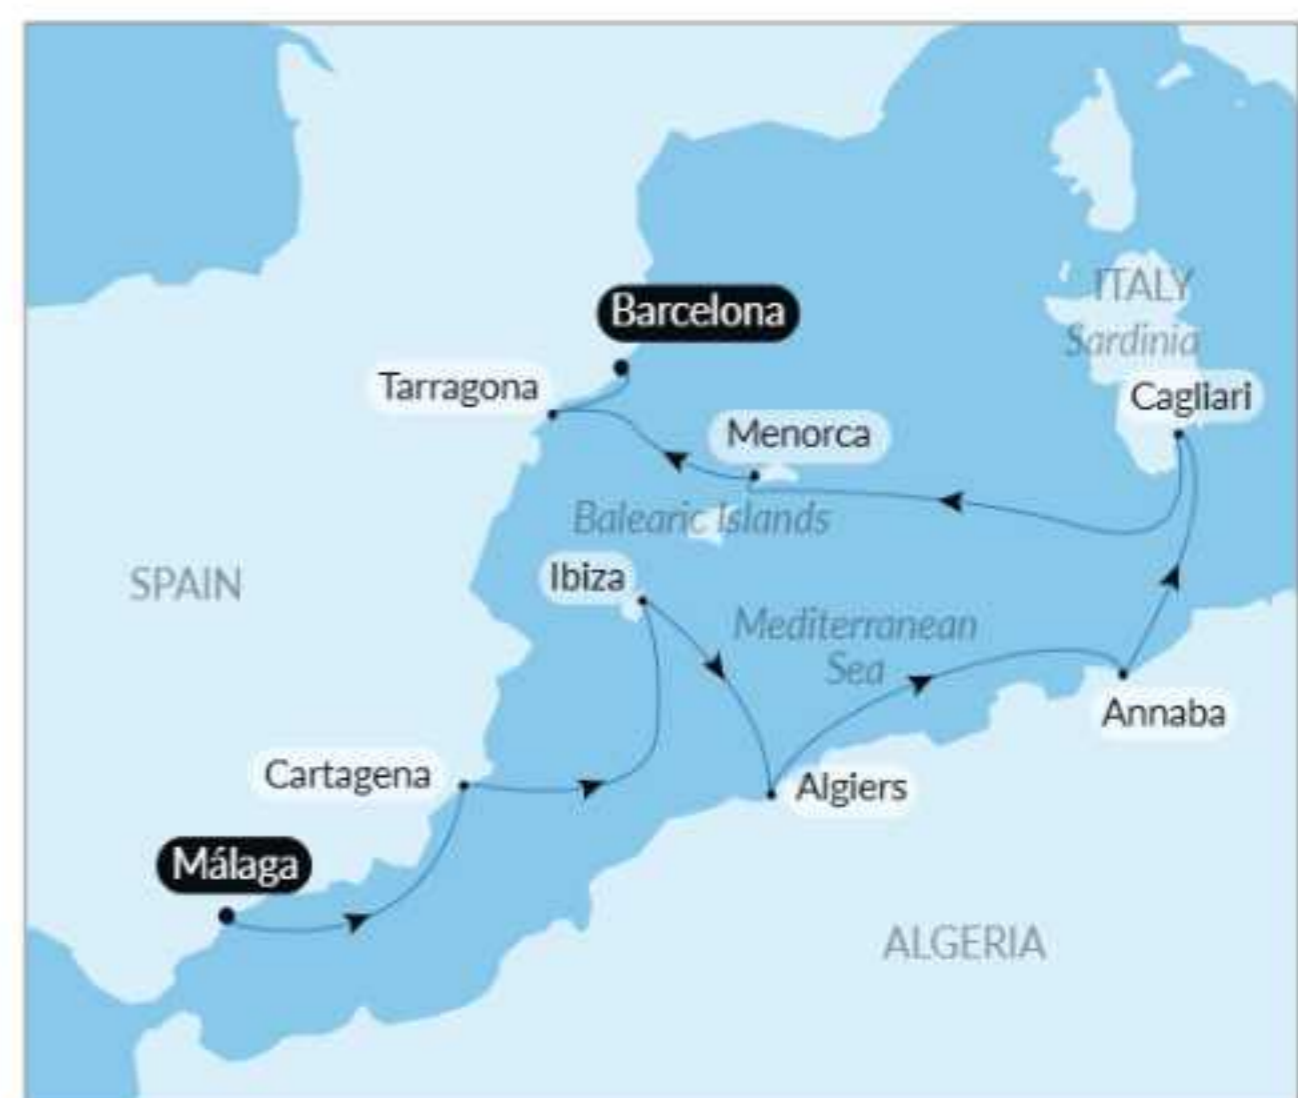 ITALY
Sardinia
Barcelona
Tarragona
Cagliari
Menorca
Balearic Islands
SPAIN
Ibiza
Mediterranean
Sea
Annaba
Cartagena
Algiers
Málaga
ALGERIA